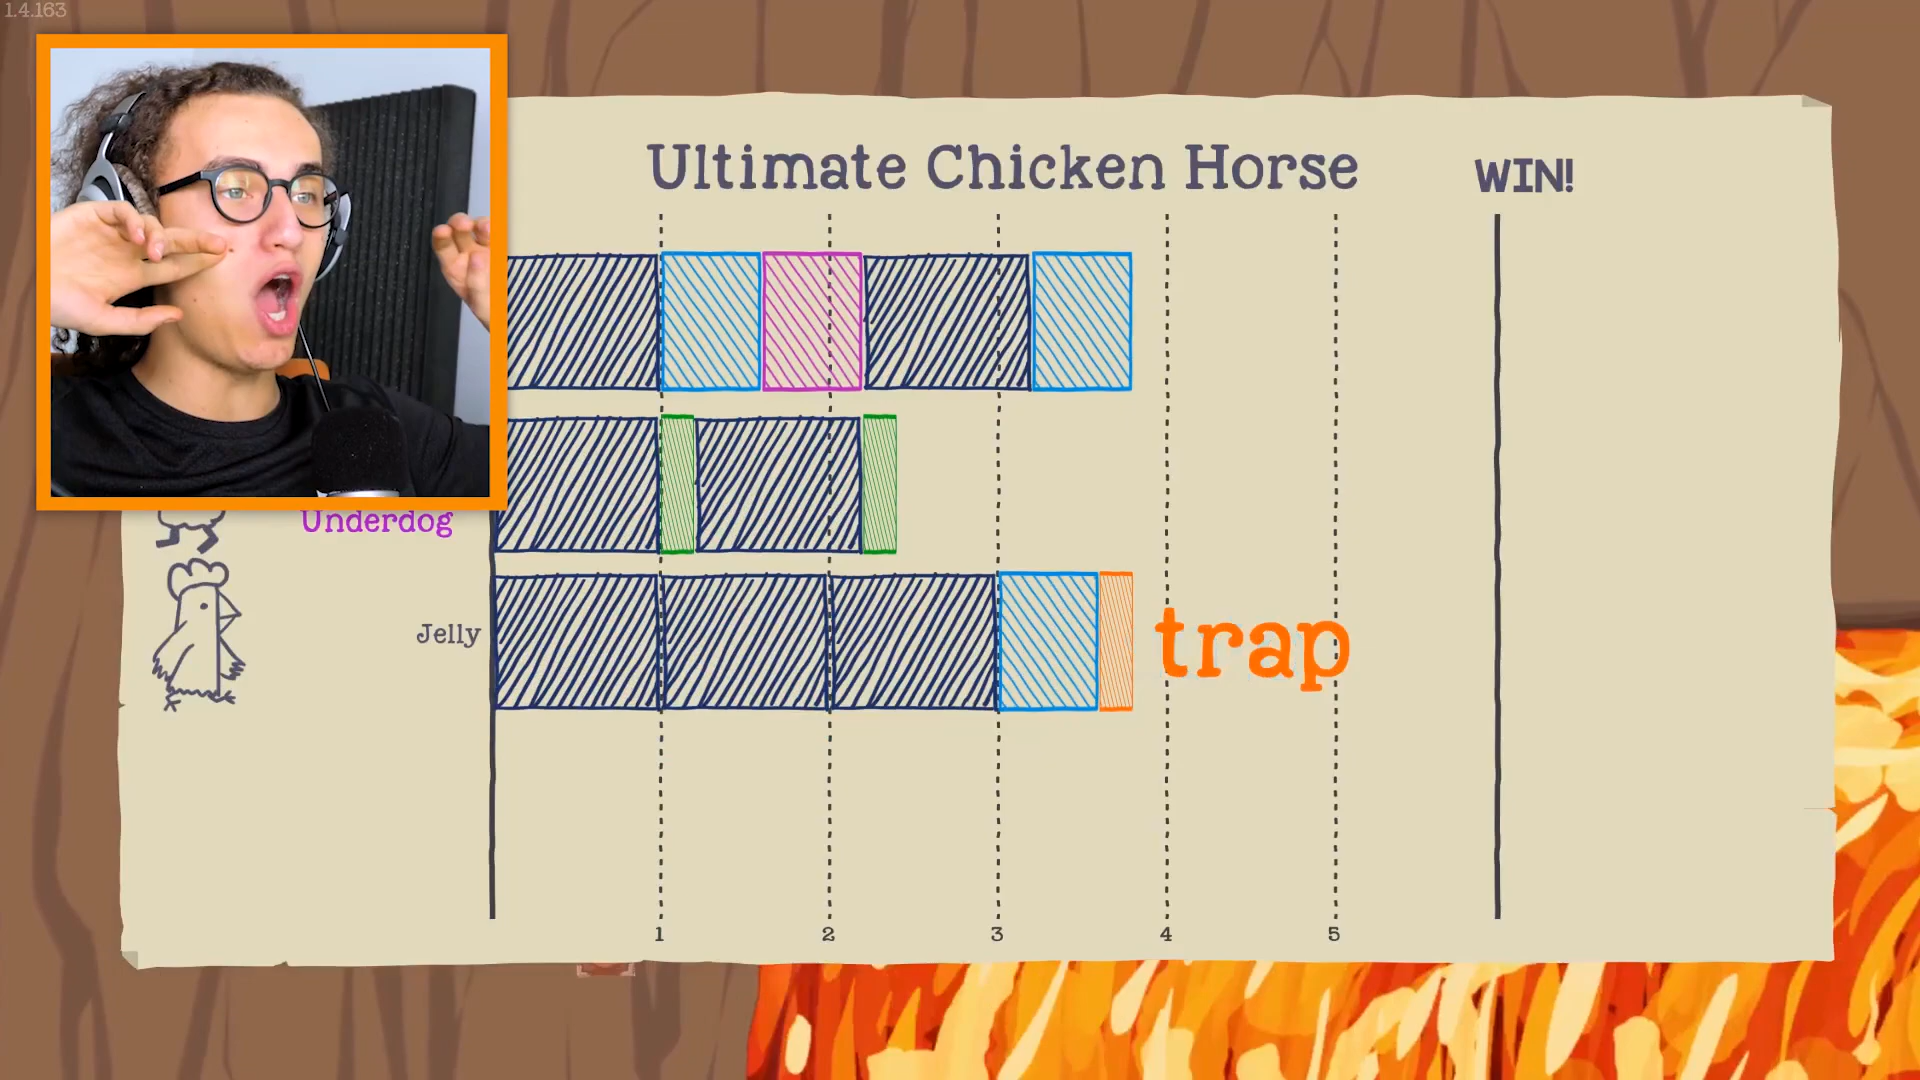 1.4.163
Ultimate Chicken Horse
WIN!
Underdog
Jelly
trap
1
2
3
4
5